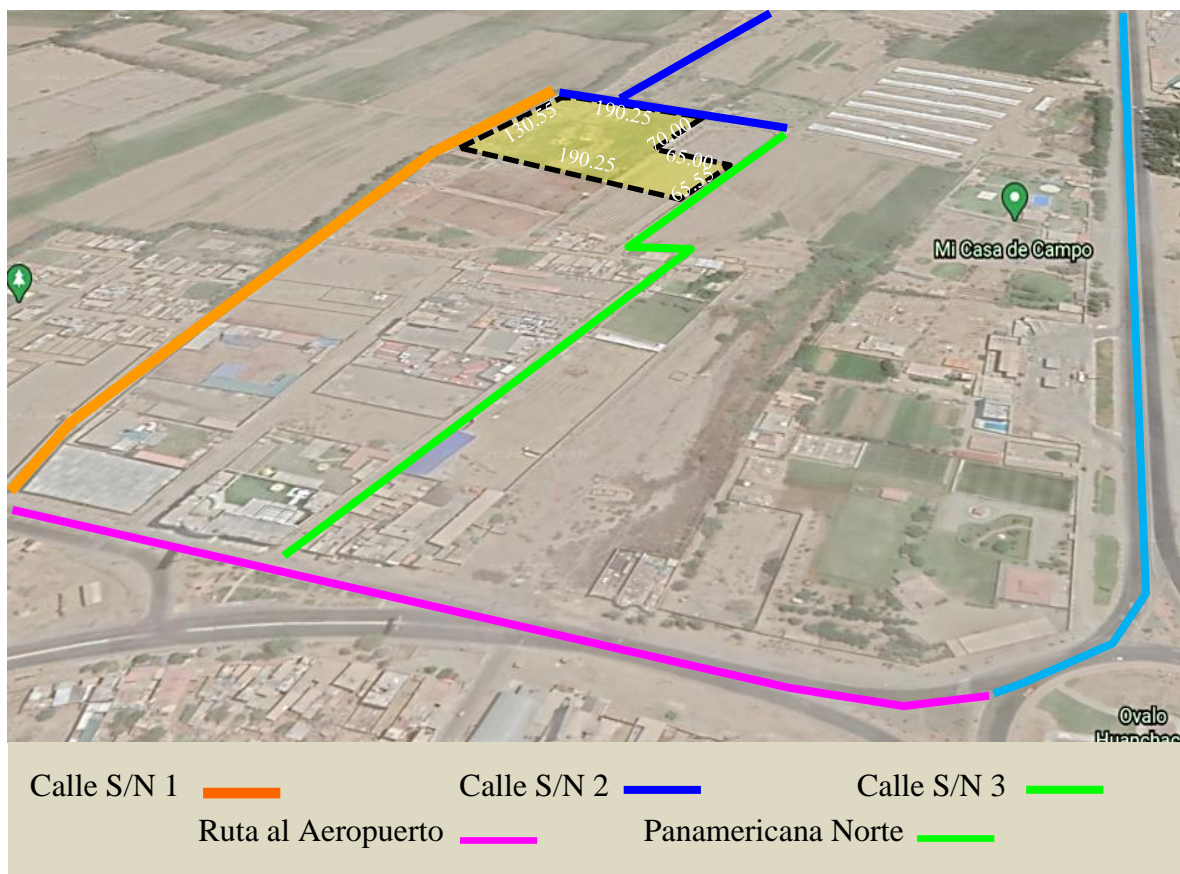 190.25
130.55
70.00
190.25
65.00
65.55
Mi Casa de Campo
Ovalo
Calle S/N 1
Calle S/N 2
Calle S/N 3
Ruta al Aeropuerto
Panamericana Norte